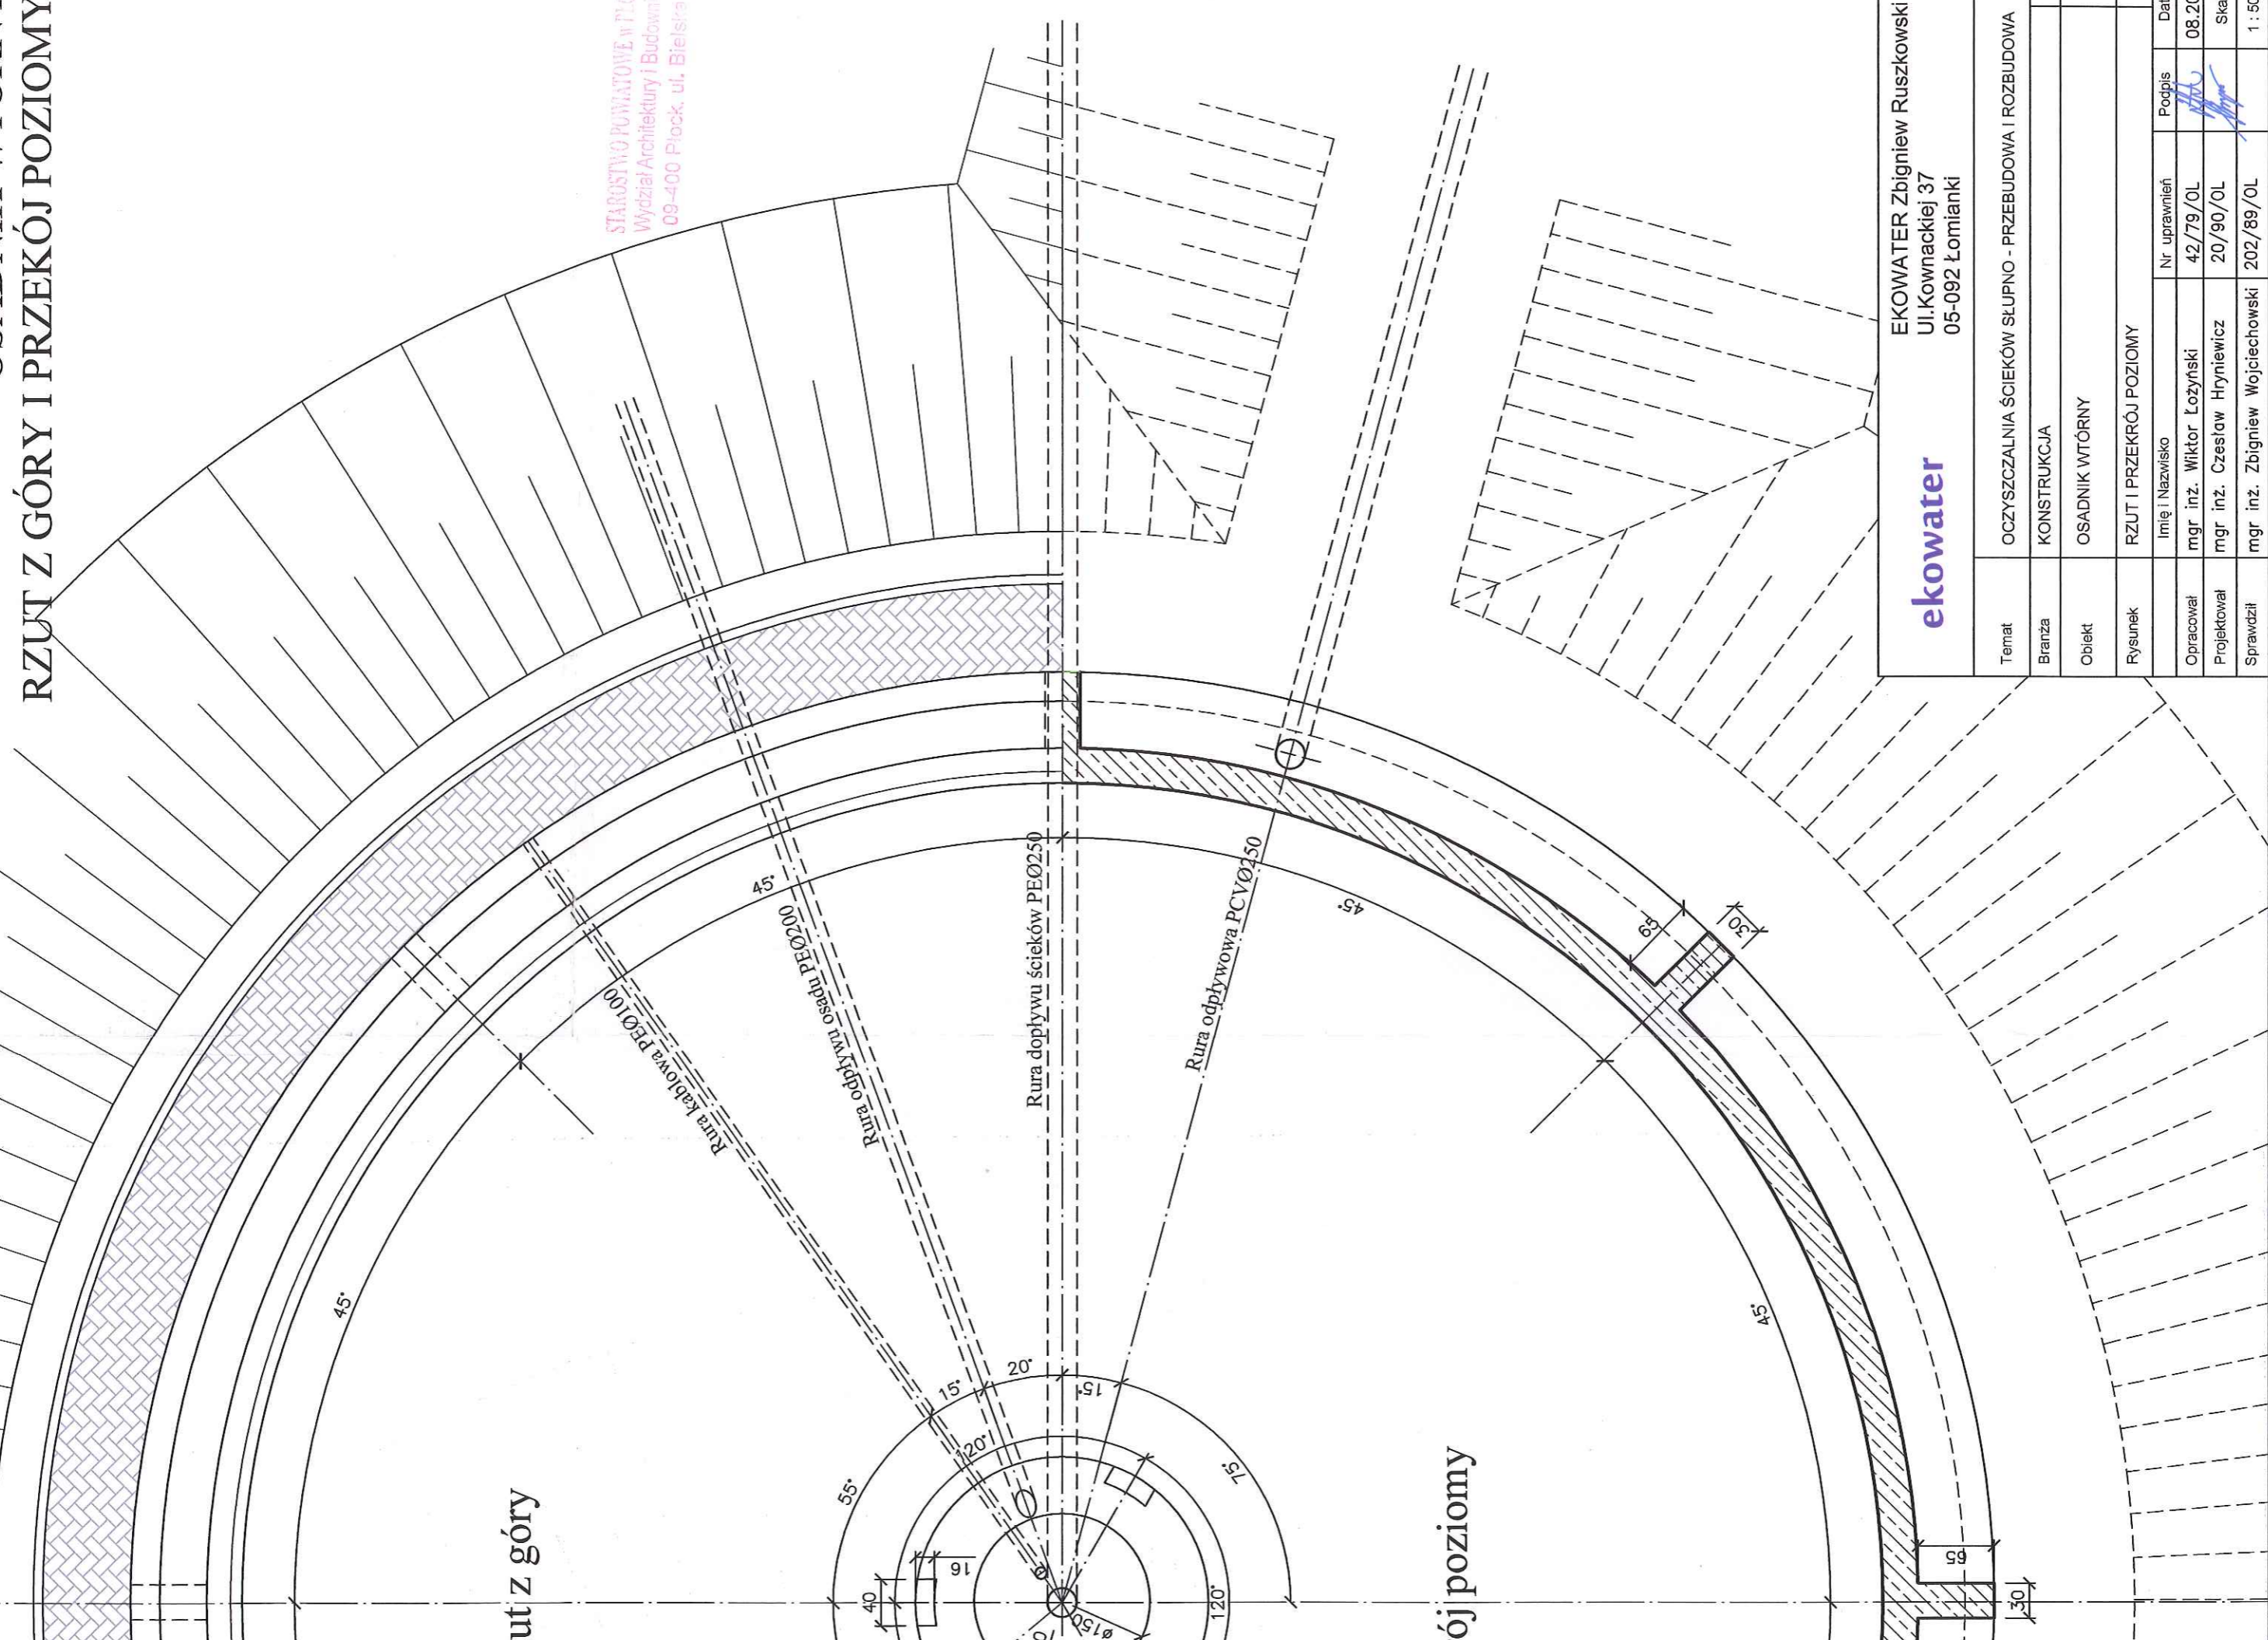 RZUT Z GÓRY I PRZEKÓJ POZIOMY
STAROSTWO POWIATOWE w
Wydział Architektury i
09-400 Płock, ul. Bielska
45°
45°
45°
45°
Rura kablowa PEØ100
Rura odpływu osadu PEØ200
Rura dopływu ścieków PEØ250
Rura odpływowa PCVØ250
65
30
55°
15°
20°
15°
75°
120°
120°
40
16
Ø150
65
30
ut z góry
ój poziomy
ekowater
EKOWATER Zbigniew Ruszkowski
Ul.Kownackiej 37
05-092 Łomianki
Temat OCZYSZCZALNIA ŚCIEKÓW SŁUPNO - PRZEBUDOWA I ROZBUDOWA
Branża KONSTRUKCJA
Obiekt OSADNIK WTÓRNY
Rysunek RZUT I PRZEKRÓJ POZIOMY
Imię i Nazwisko Nr uprawnień Podpis
Opracował mgr inż. Wiktor Łożyński 42/79/OL 08.20
Projektował mgr inż. Czesław Hryniewicz 20/90/OL Ska
Sprawdził mgr inż. Zbigniew Wojciechowski 202/89/OL 1 : 50